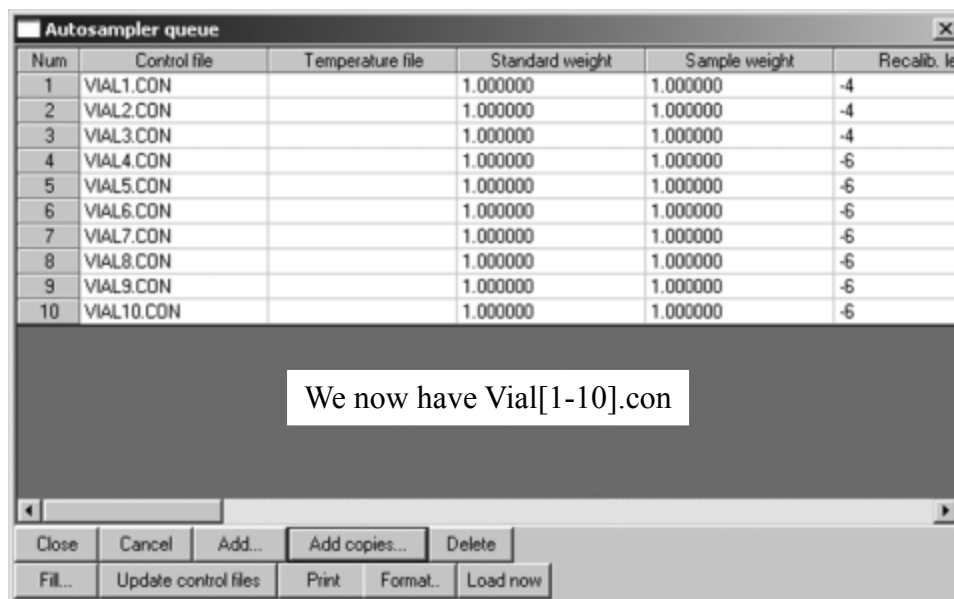 Autosampler queue
Num Control file Temperature file Standard weight Sample weight Recalib. le
1 VIAL1.CON 1.000000 1.000000 -4
2 VIAL2.CON 1.000000 1.000000 -4
3 VIAL3.CON 1.000000 1.000000 -4
4 VIAL4.CON 1.000000 1.000000 -6
5 VIAL5.CON 1.000000 1.000000 -6
6 VIAL6.CON 1.000000 1.000000 -6
7 VIAL7.CON 1.000000 1.000000 -6
8 VIAL8.CON 1.000000 1.000000 -6
9 VIAL9.CON 1.000000 1.000000 -6
10 VIAL10.CON 1.000000 1.000000 -6
We now have Vial[1-10].con
Close Cancel Add... Add copies... Delete
Fill... Update control files Print Format.. Load now